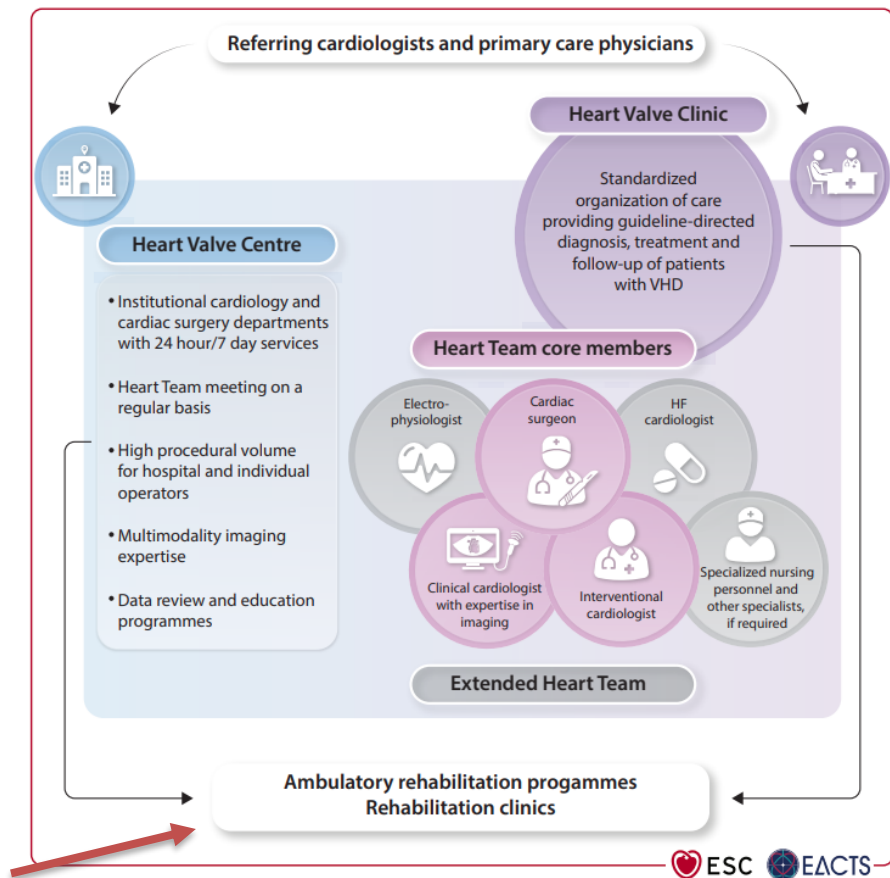 Referring cardiologists and primary care physicians
Heart Valve Clinic
Standardized
organization of care
providing guideline-directed
diagnosis, treatment and
follow-up of patients
with VHD
Heart Valve Centre
• Institutional cardiology and
cardiac surgery departments
with 24 hour/7 day services
• Heart Team meeting on a
regular basis
• High procedural volume
for hospital and individual
operators
• Multimodality imaging
expertise
• Data review and education
programmes
Heart Team core members
Electro-
physiologist
Cardiac
surgeon
HF
cardiologist
Clinical cardiologist
with expertise in
imaging
Interventional
cardiologist
Specialized nursing
personnel and
other specialists,
if required
Extended Heart Team
Ambulatory rehabilitation progammes
Rehabilitation clinics
ESC EACTS